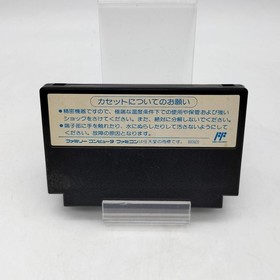 カセットについてのお願い
●精密機器ですので、極端な温度条件下での使用や保管および強い
ショックをさけてください。また、絶対に分解しないでください。
●端子部に手を触れたり、水にぬらしたりして汚さないようにして
ください。故障の原因となります。
ファミリーコンピュータ・ファミコンは任天堂の商標です。
FF